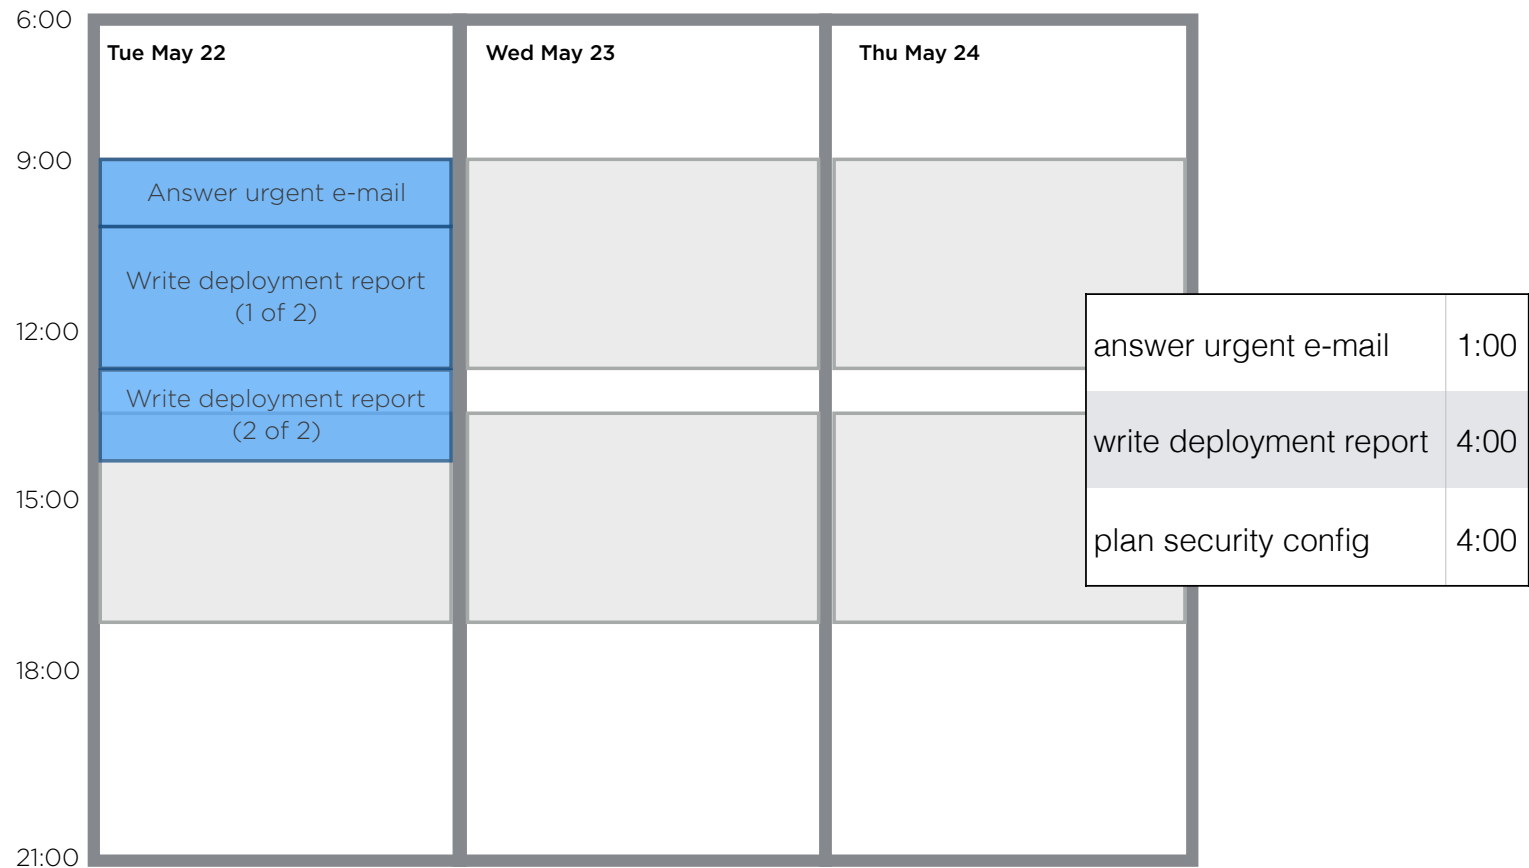 6:00
Tue May 22
Wed May 23
Thu May 24
9:00
Answer urgent e-mail
Write deployment report
(1 of 2)
12:00
Write deployment report
(2 of 2)
15:00
18:00
21:00
answer urgent e-mail 1:00
write deployment report 4:00
plan security config 4:00